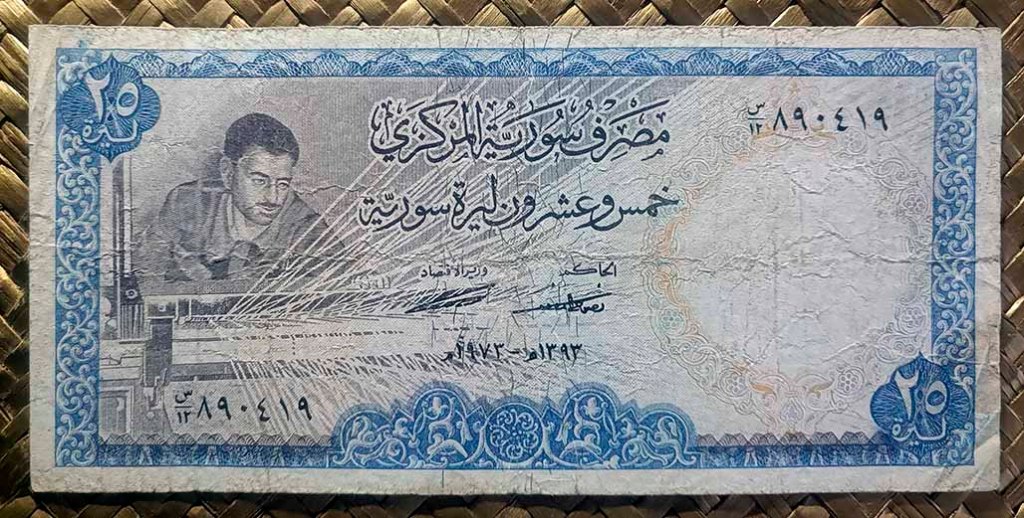 ٢٥
ليرة
مصرف سورية المركزي
س
١٢ ٨٩٠٤١٩
خمس وعشرون ليرة سورية
وزير الاقتصاد
الحاكم
١٣٩٣هـ-١٩٧٣م
س
١٢ ٨٩٠٤١٩
٢٥
ليرة